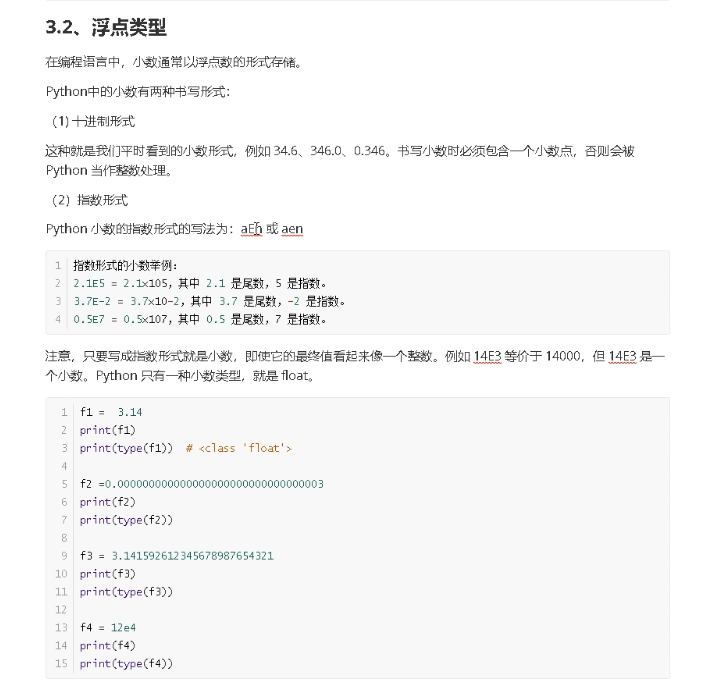 3.2、浮点类型
在编程语言中，小数通常以浮点数的形式存储。
Python中的小数有两种书写形式：
（1) 十进制形式
这种就是我们平时看到的小数形式，例如 34.6、346.0、0.346。书写小数时必须包含一个小数点，否则会被
Python 当作整数处理。
（2）指数形式
Python 小数的指数形式的写法为：aEn 或 aen
1 指数形式的小数举例：
2 2.1E5 = 2.1×105，其中 2.1 是尾数，5 是指数。
3 3.7E-2 = 3.7×10-2，其中 3.7 是尾数，-2 是指数。
4 0.5E7 = 0.5×107，其中 0.5 是尾数，7 是指数。
注意，只要写成指数形式就是小数，即使它的最终值看起来像一个整数。例如 14E3 等价于 14000，但 14E3 是一
个小数。Python 只有一种小数类型，就是 float。
1 f1 =  3.14
2 print(f1)
3 print(type(f1))  # <class 'float'>
4
5 f2 =0.00000000000000000000000000000003
6 print(f2)
7 print(type(f2))
8
9 f3 = 3.141592612345678987654321
10 print(f3)
11 print(type(f3))
12
13 f4 = 12e4
14 print(f4)
15 print(type(f4))